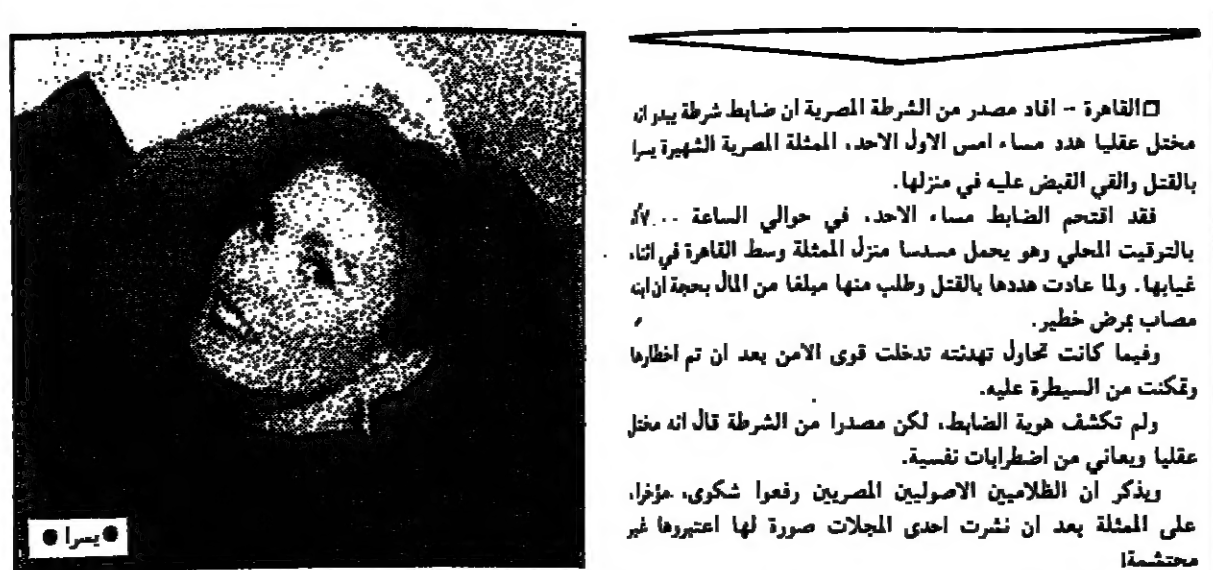 القاهرة - افاد مصدر من الشرطة المصرية ان ضابط شرطة يبدو انه
مختل عقليا هدد مساء امس الاول الاحد، الممثلة المصرية الشهيرة يسرا
بالقتل والقي القبض عليه في منزلها.
فقد اقتحم الضابط مساء الاحد، في حوالي الساعة
بالتوقيت المحلي وهو يحمل مسدسا منزل الممثلة وسط القاهرة في اثناء
غيابها. ولما عادت هددها بالقتل وطلب منها مبلغا من المال بحجة ان ابنه
مصاب بمرض خطير.
وفيما كانت تحاول تهدئته تدخلت قوى الامن بعد ان تم اخطارها
وتمكنت من السيطرة عليه.
ولم تكشف هوية الضابط، لكن مصدرا من الشرطة قال انه مختل
عقليا ويعاني من اضطرابات نفسية.
ويذكر ان الظلاميين الاصوليين المصريين رفعوا شكوى، مؤخرا،
على الممثلة بعد ان نشرت احدى المجلات صورة لها اعتبروها غير
محتشمة!
● يسرا ●